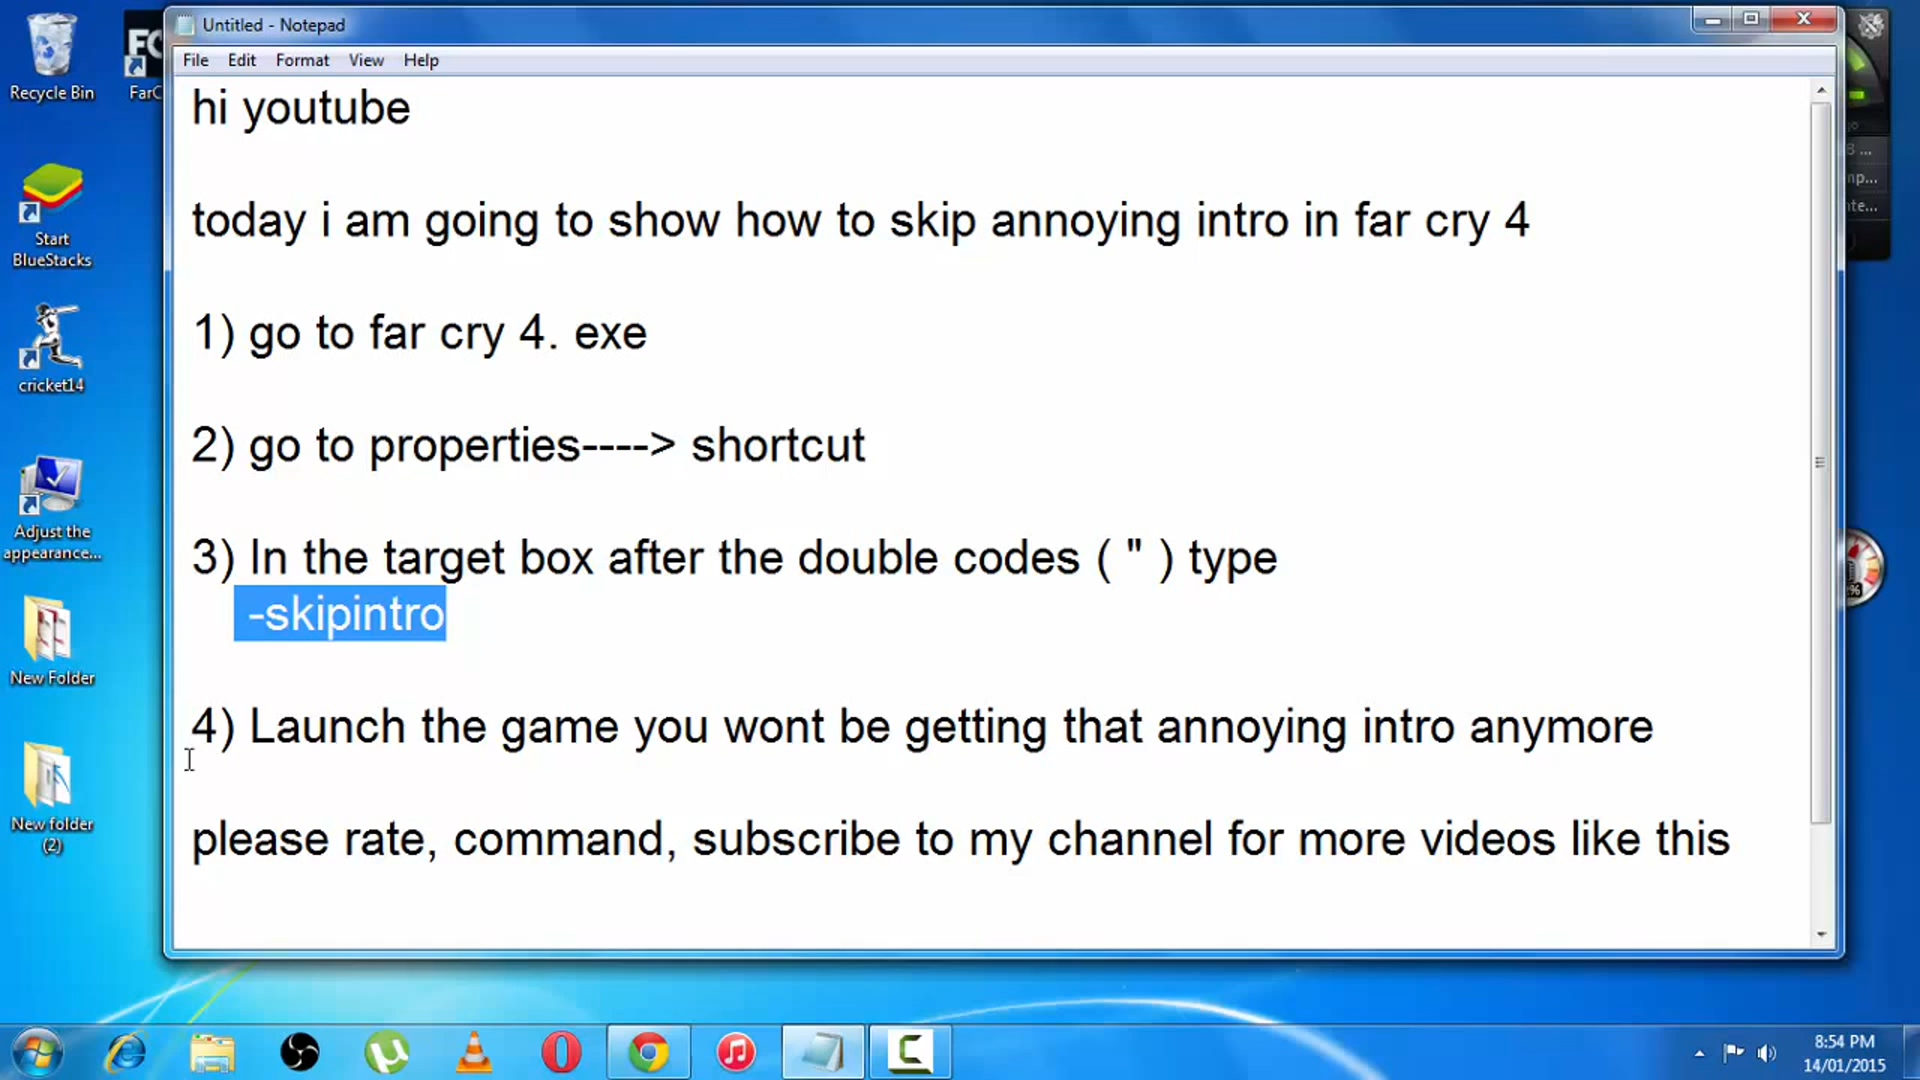 Untitled - Notepad
File Edit Format View Help
hi youtube
today i am going to show how to skip annoying intro in far cry 4
1) go to far cry 4. exe
2) go to properties----> shortcut
3) In the target box after the double codes ( " ) type
-skipintro
4) Launch the game you wont be getting that annoying intro anymore
please rate, command, subscribe to my channel for more videos like this
Recycle Bin
FC
FarC
Start
BlueStacks
cricket14
Adjust the
appearance...
New Folder
New folder
(2)
8:54 PM
14/01/2015